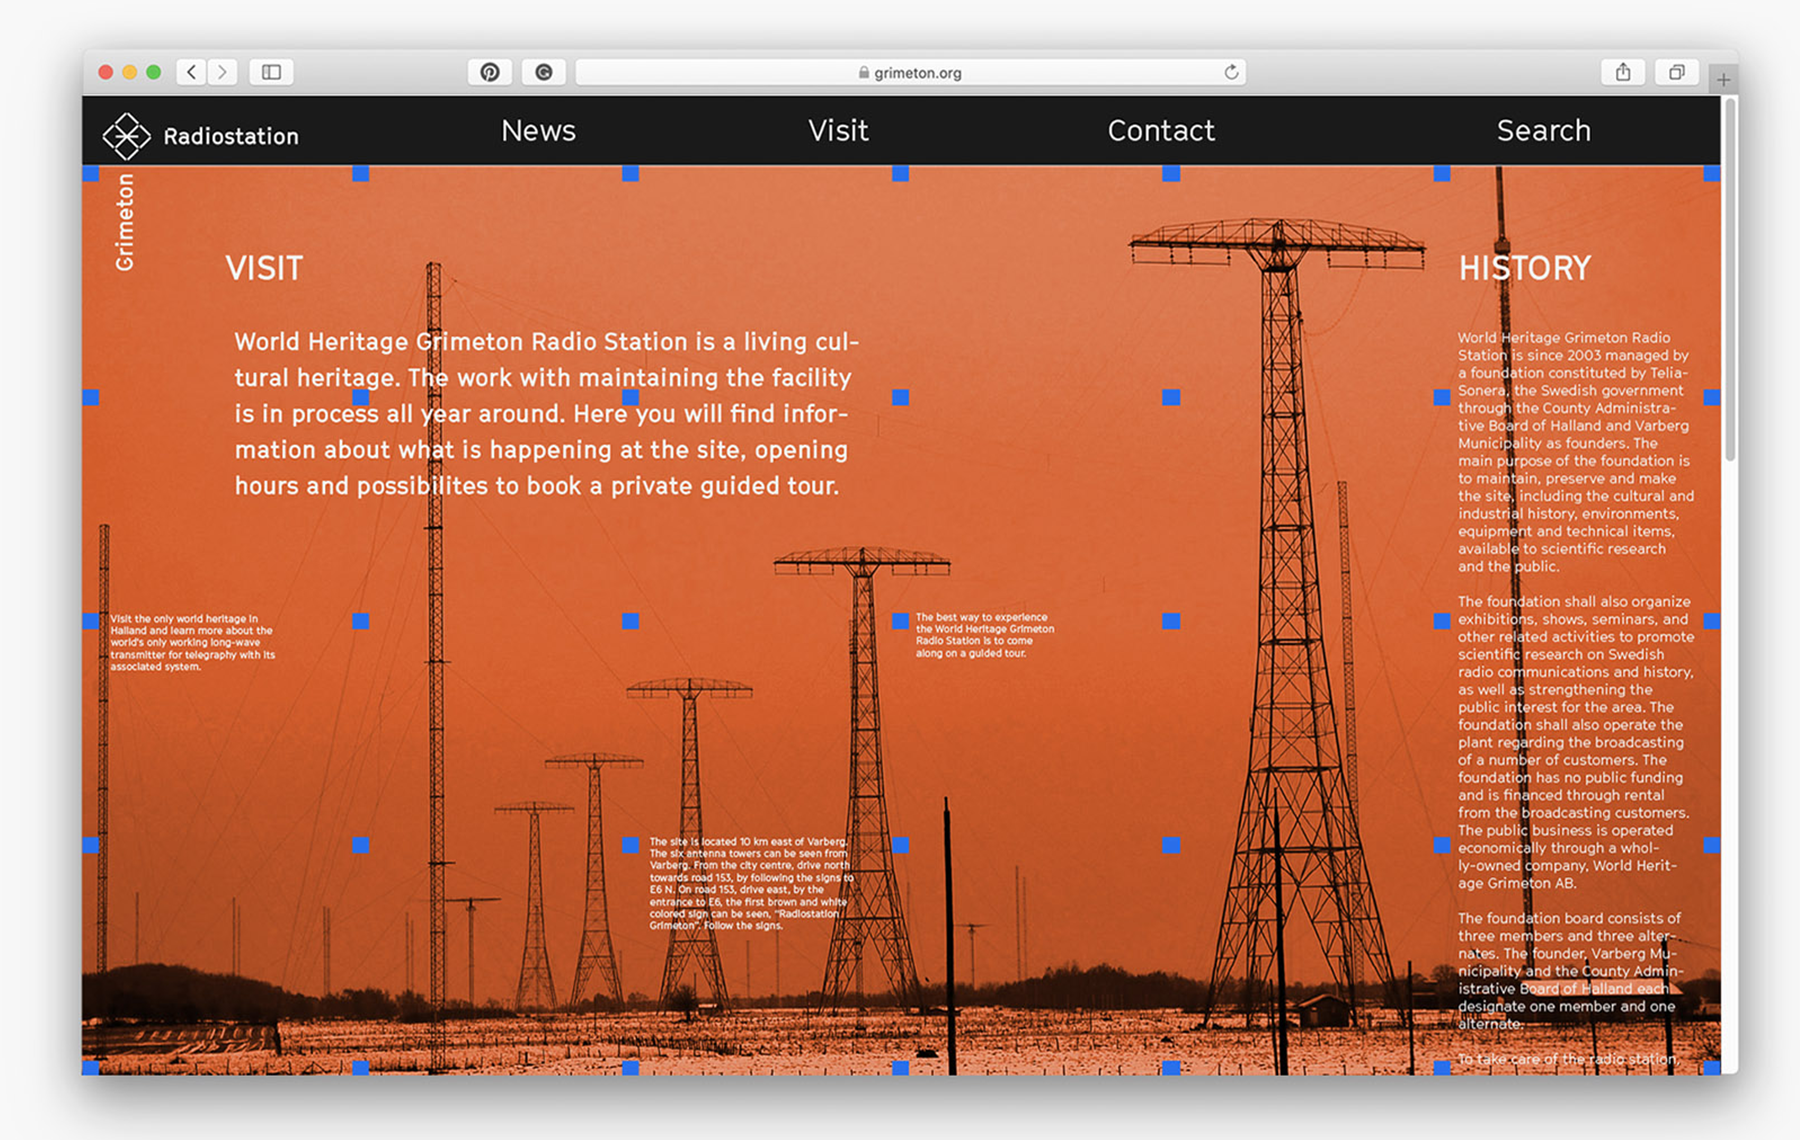 grimeton.org
Radiostation
News
Visit
Contact
Search
Grimeton
VISIT
World Heritage Grimeton Radio Station is a living cul-
tural heritage. The work with maintaining the facility
is in process all year around. Here you will find infor-
mation about what is happening at the site, opening
hours and possibilites to book a private guided tour.
Visit the only world heritage in
Halland and learn more about the
world's only working long-wave
transmitter for telegraphy with its
associated system.
The best way to experience
the World Heritage Grimeton
Radio Station is to come
along on a guided tour.
The site is located 10 km east of Varberg.
The six antenna towers can be seen from
Varberg. From the city centre, drive north
towards road 153, by following the signs to
E6 N. On road 153, drive east, by the
entrance to E6, the first brown and white
colored sign can be seen, "Radiostation
Grimeton". Follow the signs.
HISTORY
World Heritage Grimeton Radio
Station is since 2003 managed by
a foundation constituted by Telia-
Sonera, the Swedish government
through the County Administra-
tive Board of Halland and Varberg
Municipality as founders. The
main purpose of the foundation is
to maintain, preserve and make
the site, including the cultural and
industrial history, environments,
equipment and technical items,
available to scientific research
and the public.
The foundation shall also organize
exhibitions, shows, seminars, and
other related activities to promote
scientific research on Swedish
radio communications and history,
as well as strengthening the
public interest for the area. The
foundation shall also operate the
plant regarding the broadcasting
of a number of customers. The
foundation has no public funding
and is financed through rental
from the broadcasting customers.
The public business is operated
economically through a whol-
ly-owned company, World Herit-
age Grimeton AB.
The foundation board consists of
three members and three alter-
nates. The founder, Varberg Mu-
nicipality and the County Admin-
istrative Board of Halland each
designate one member and one
alternate.
To take care of the radio station,